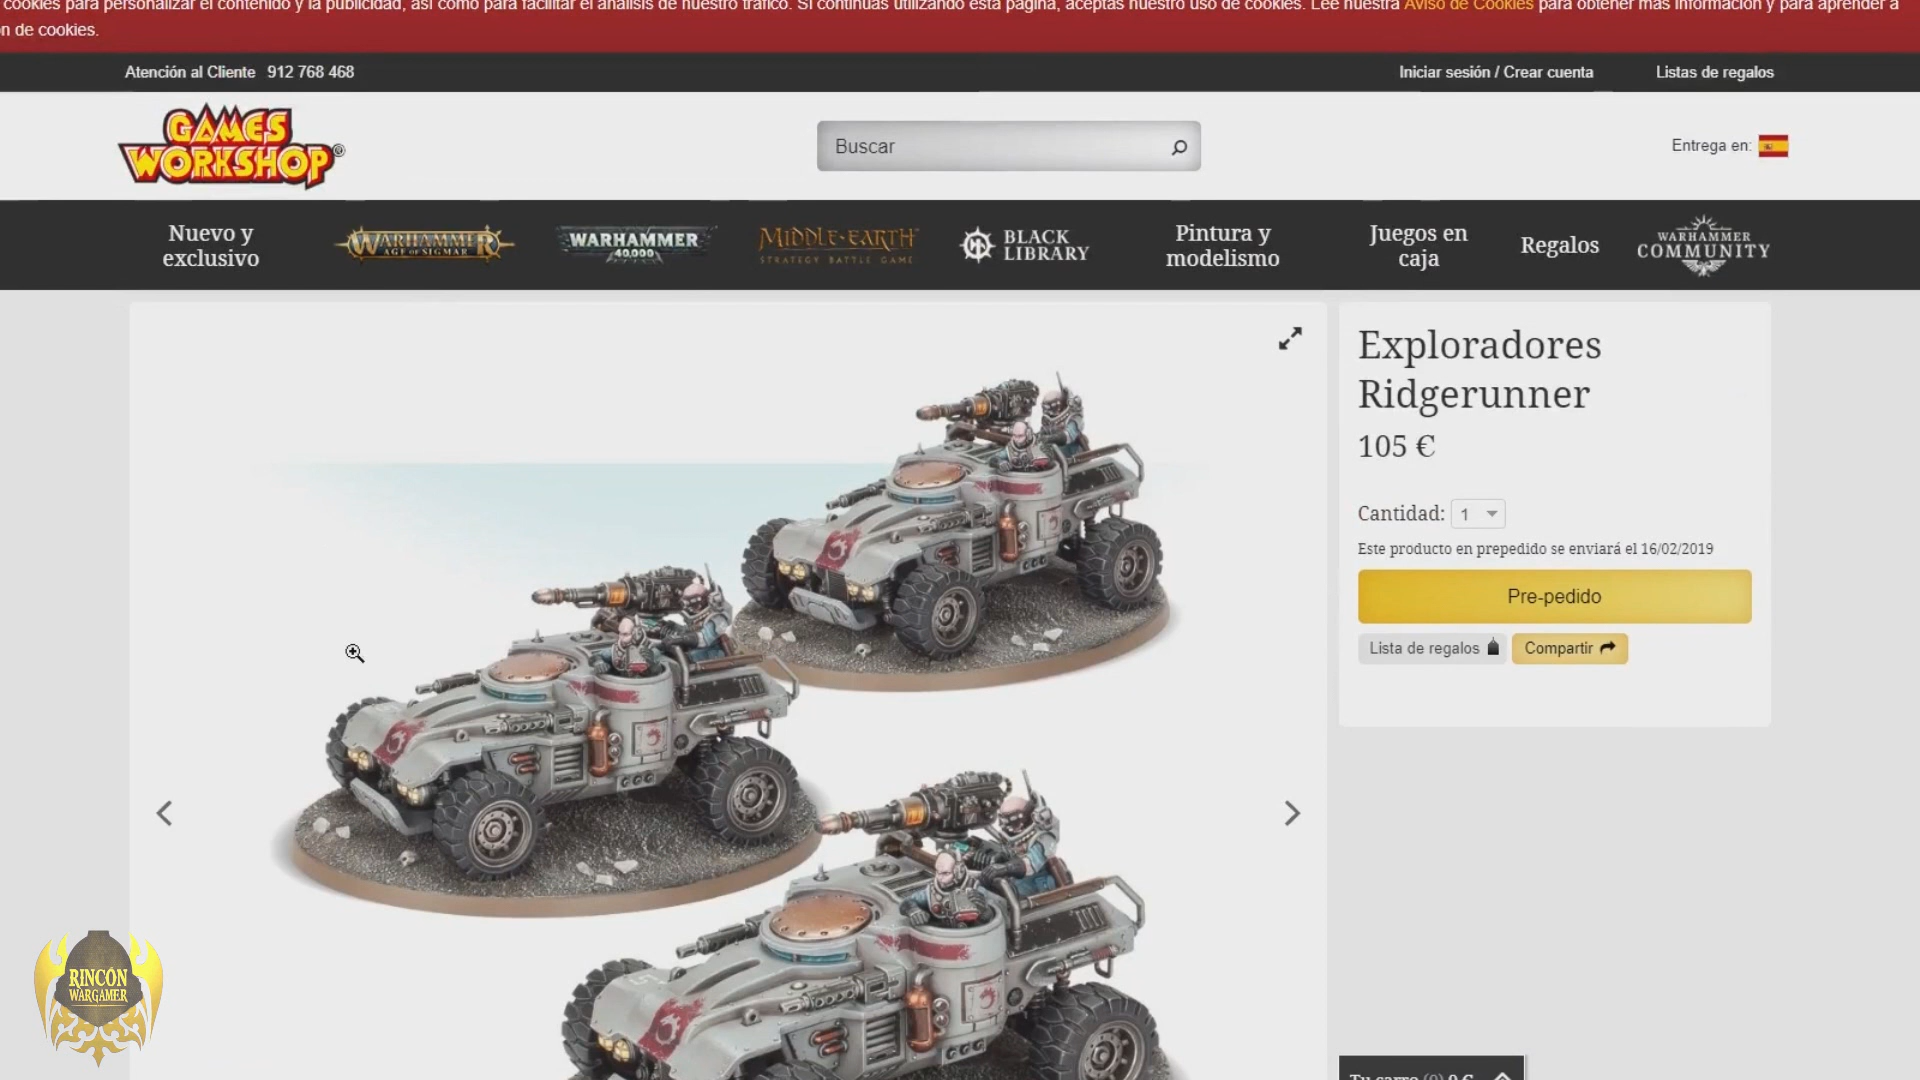 cookies para personalizar el contenido y la publicidad, así como para facilitar el análisis de nuestro tráfico. Si continúas utilizando esta página, aceptas nuestro uso de cookies. Lee nuestra Aviso de Cookies para obtener más información y para aprender a
n de cookies.
Atención al Cliente 912 768 468
Iniciar sesión / Crear cuenta
Listas de regalos
GAMES
WORKSHOP®
Buscar
Entrega en:
Nuevo y
exclusivo
WARHAMMER
AGE OF SIGMAR
WARHAMMER
40,000
MIDDLE-EARTH
STRATEGY BATTLE GAME
BLACK
LIBRARY
Pintura y
modelismo
Juegos en
caja
Regalos
WARHAMMER
COMMUNITY
Exploradores
Ridgerunner
105 €
Cantidad: 1
Este producto en prepedido se enviará el 16/02/2019
Pre-pedido
Lista de regalos
Compartir
RINCÓN
WARGAMER
Tu carro (0) 0 €